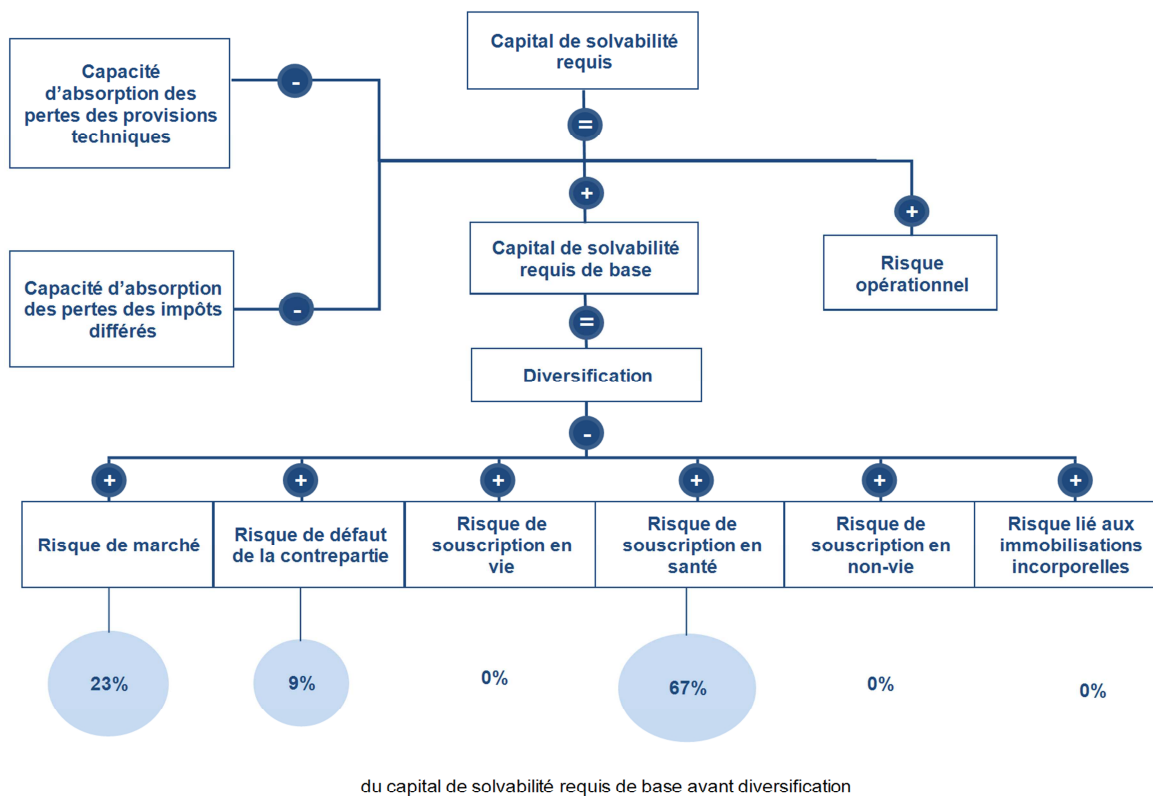 Capital de solvabilité
requis
Capacité
d'absorption des
pertes des provisions
techniques
-
=
+
+
Capital de solvabilité
requis de base
Risque
opérationnel
Capacité d'absorption
des pertes des impôts
différés
-
=
Diversification
-
+
+
+
+
+
+
Risque de marché
Risque de défaut
de la contrepartie
Risque de
souscription en
vie
Risque de
souscription en
santé
Risque de
souscription en
non-vie
Risque lié aux
immobilisations
incorporelles
23%
9%
0%
67%
0%
0%
du capital de solvabilité requis de base avant diversification